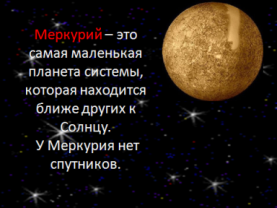 Меркурий – это
самая маленькая
планета системы,
которая находится
ближе других к
Солнцу.
У Меркурия нет
спутников.